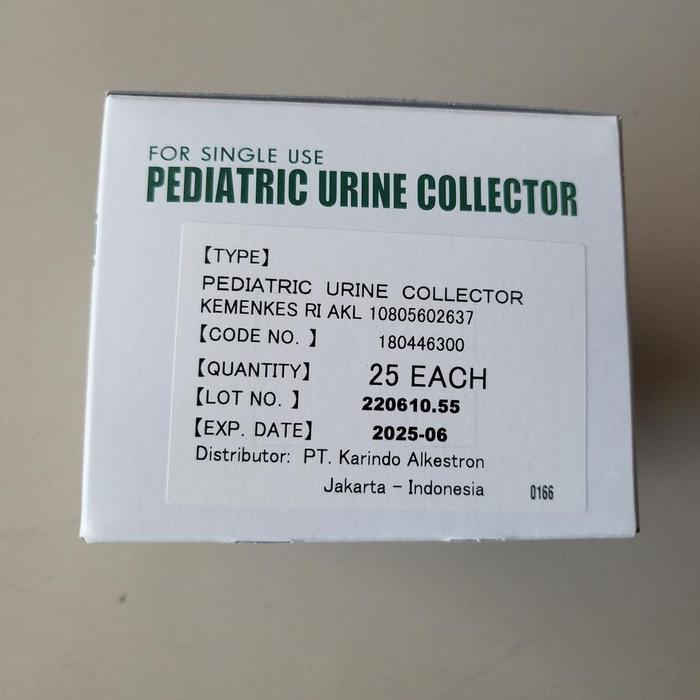 FOR SINGLE USE
PEDIATRIC URINE COLLECTOR
【TYPE】
PEDIATRIC URINE COLLECTOR
KEMENKES RI AKL 10805602637
【CODE NO. 】 180446300
【QUANTITY】 25 EACH
【LOT NO. 】 220610.55
【EXP. DATE】 2025-06
Distributor: PT. Karindo Alkestron
Jakarta - Indonesia 0166